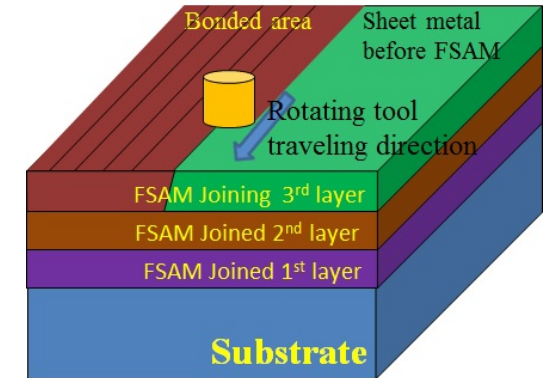 Bonded area
Sheet metal
before FSAM
Rotating tool
traveling direction
FSAM Joining 3rd layer
FSAM Joined 2nd layer
FSAM Joined 1st layer
Substrate